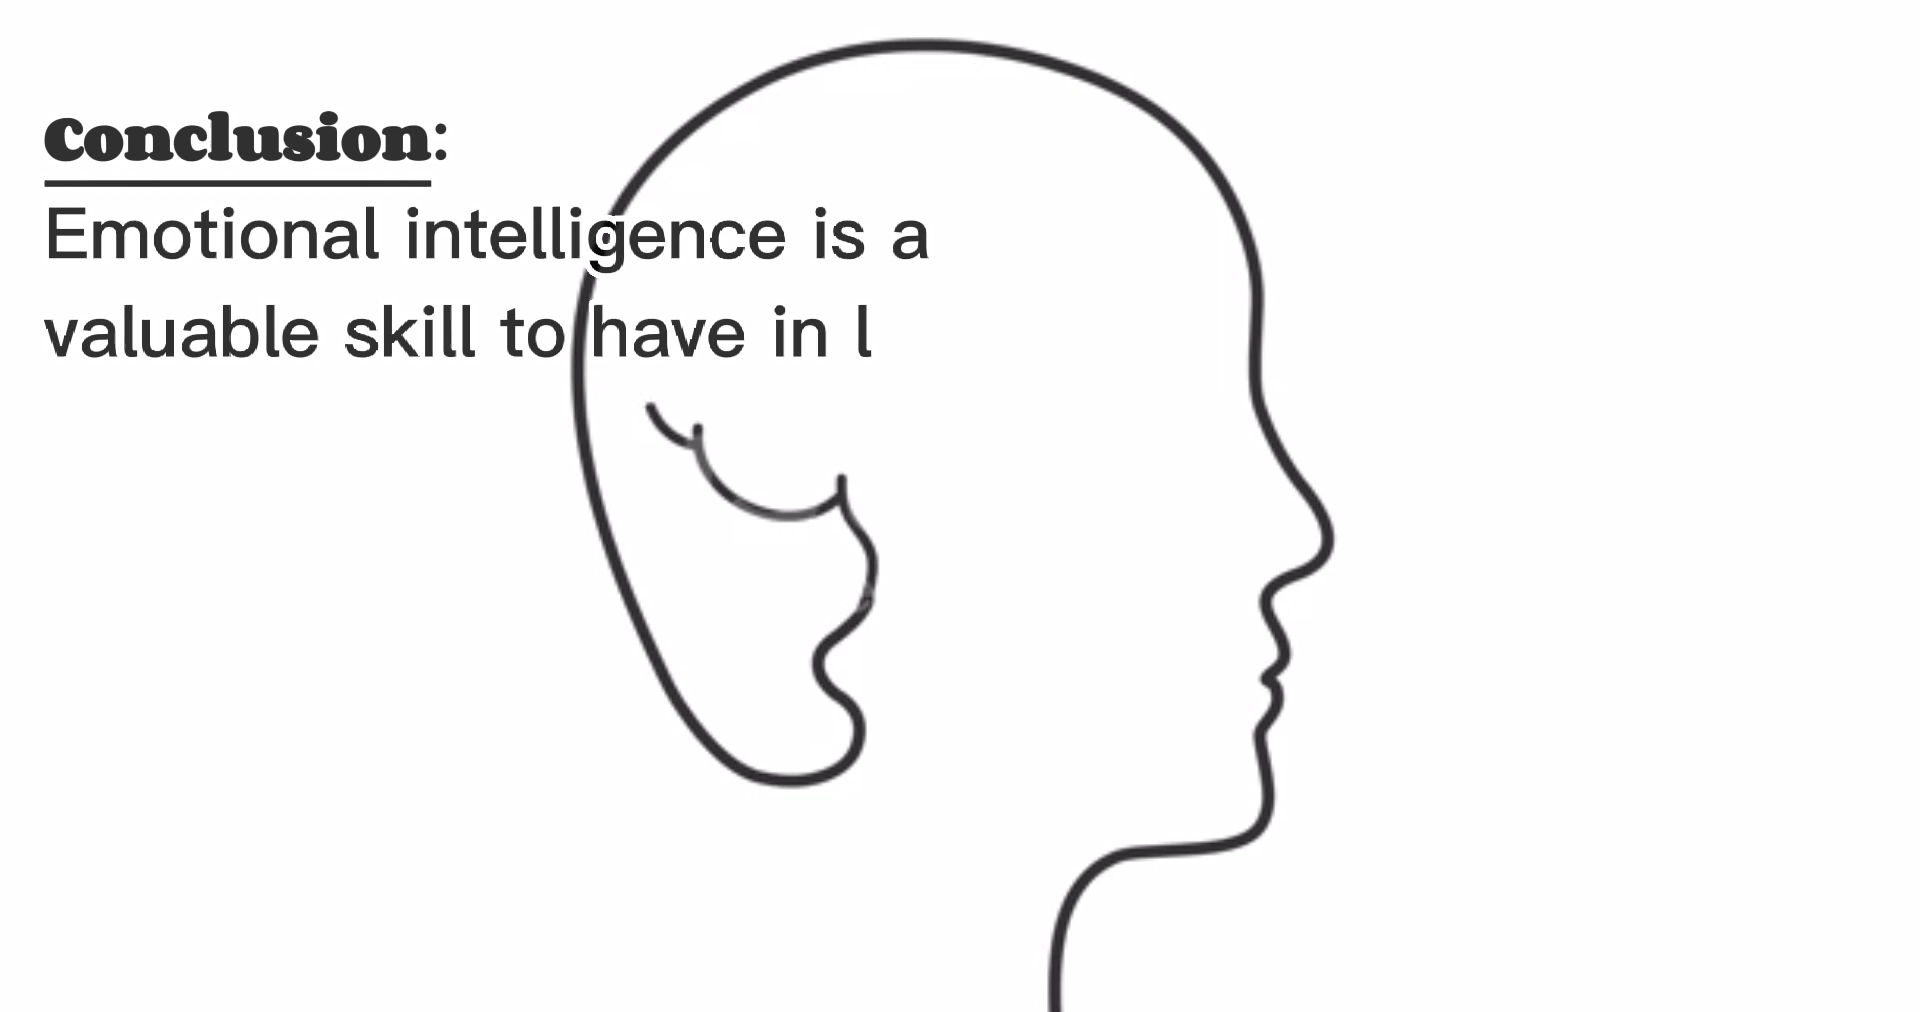 Conclusion:
Emotional intelligence is a
valuable skill to have in l